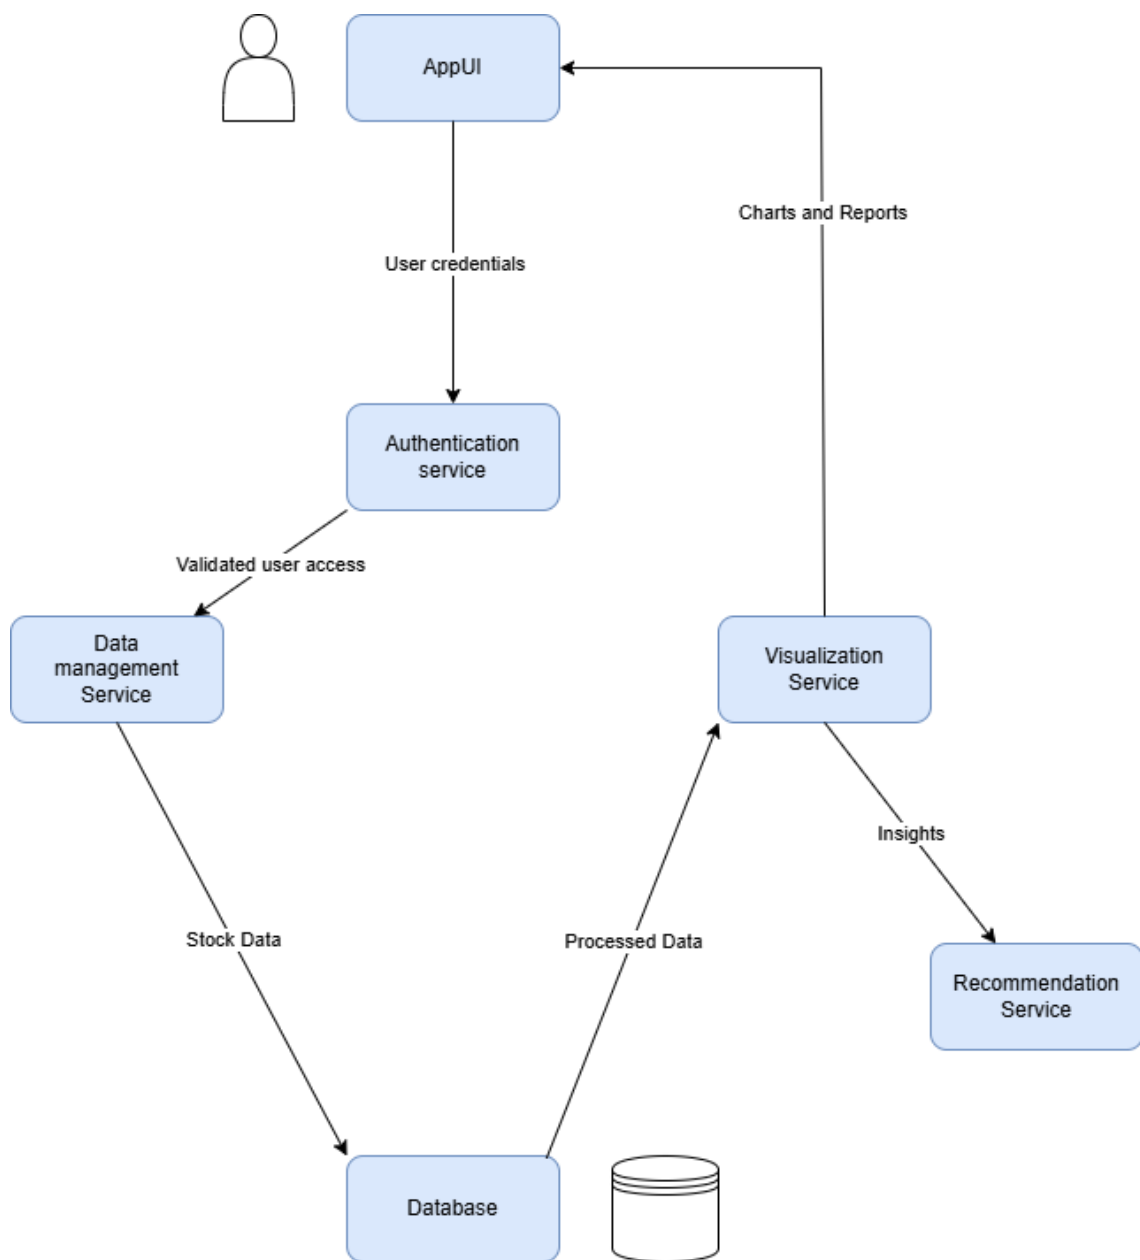 AppUI
Charts and Reports
User credentials
Authentication
service
Validated user access
Data
management
Service
Visualization
Service
Insights
Stock Data
Processed Data
Recommendation
Service
Database